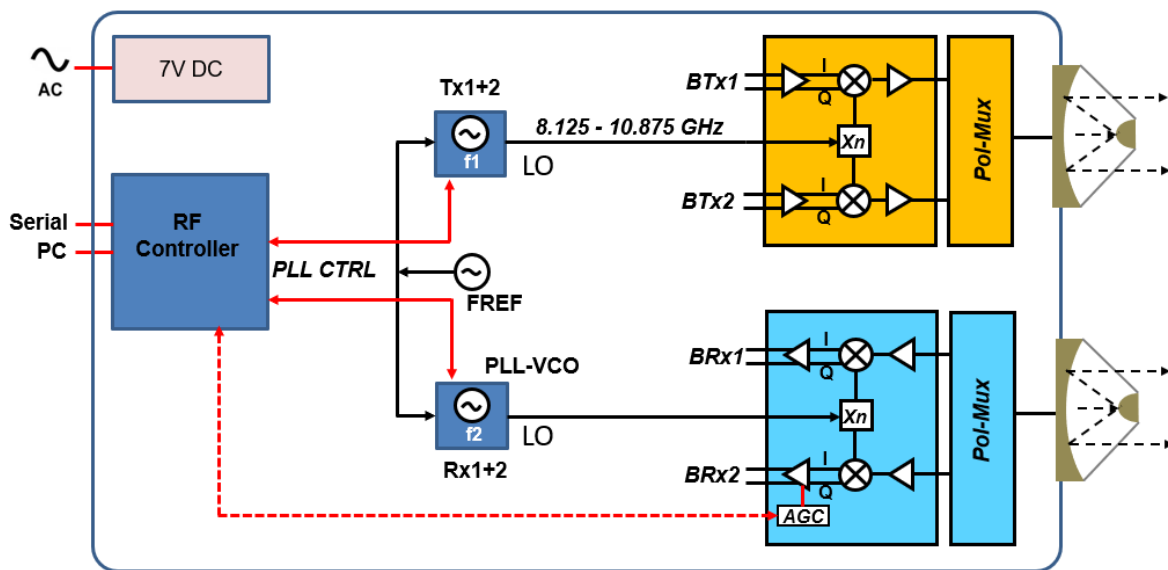 7V DC
AC
Tx1+2
f1
8.125 - 10.875 GHz
LO
BTx1
I
Q
Xn
BTx2
I
Q
Pol-Mux
Serial
PC
RF
Controller
PLL CTRL
FREF
PLL-VCO
f2
LO
Rx1+2
BRx1
I
Q
Xn
BRx2
I
Q
AGC
Pol-Mux